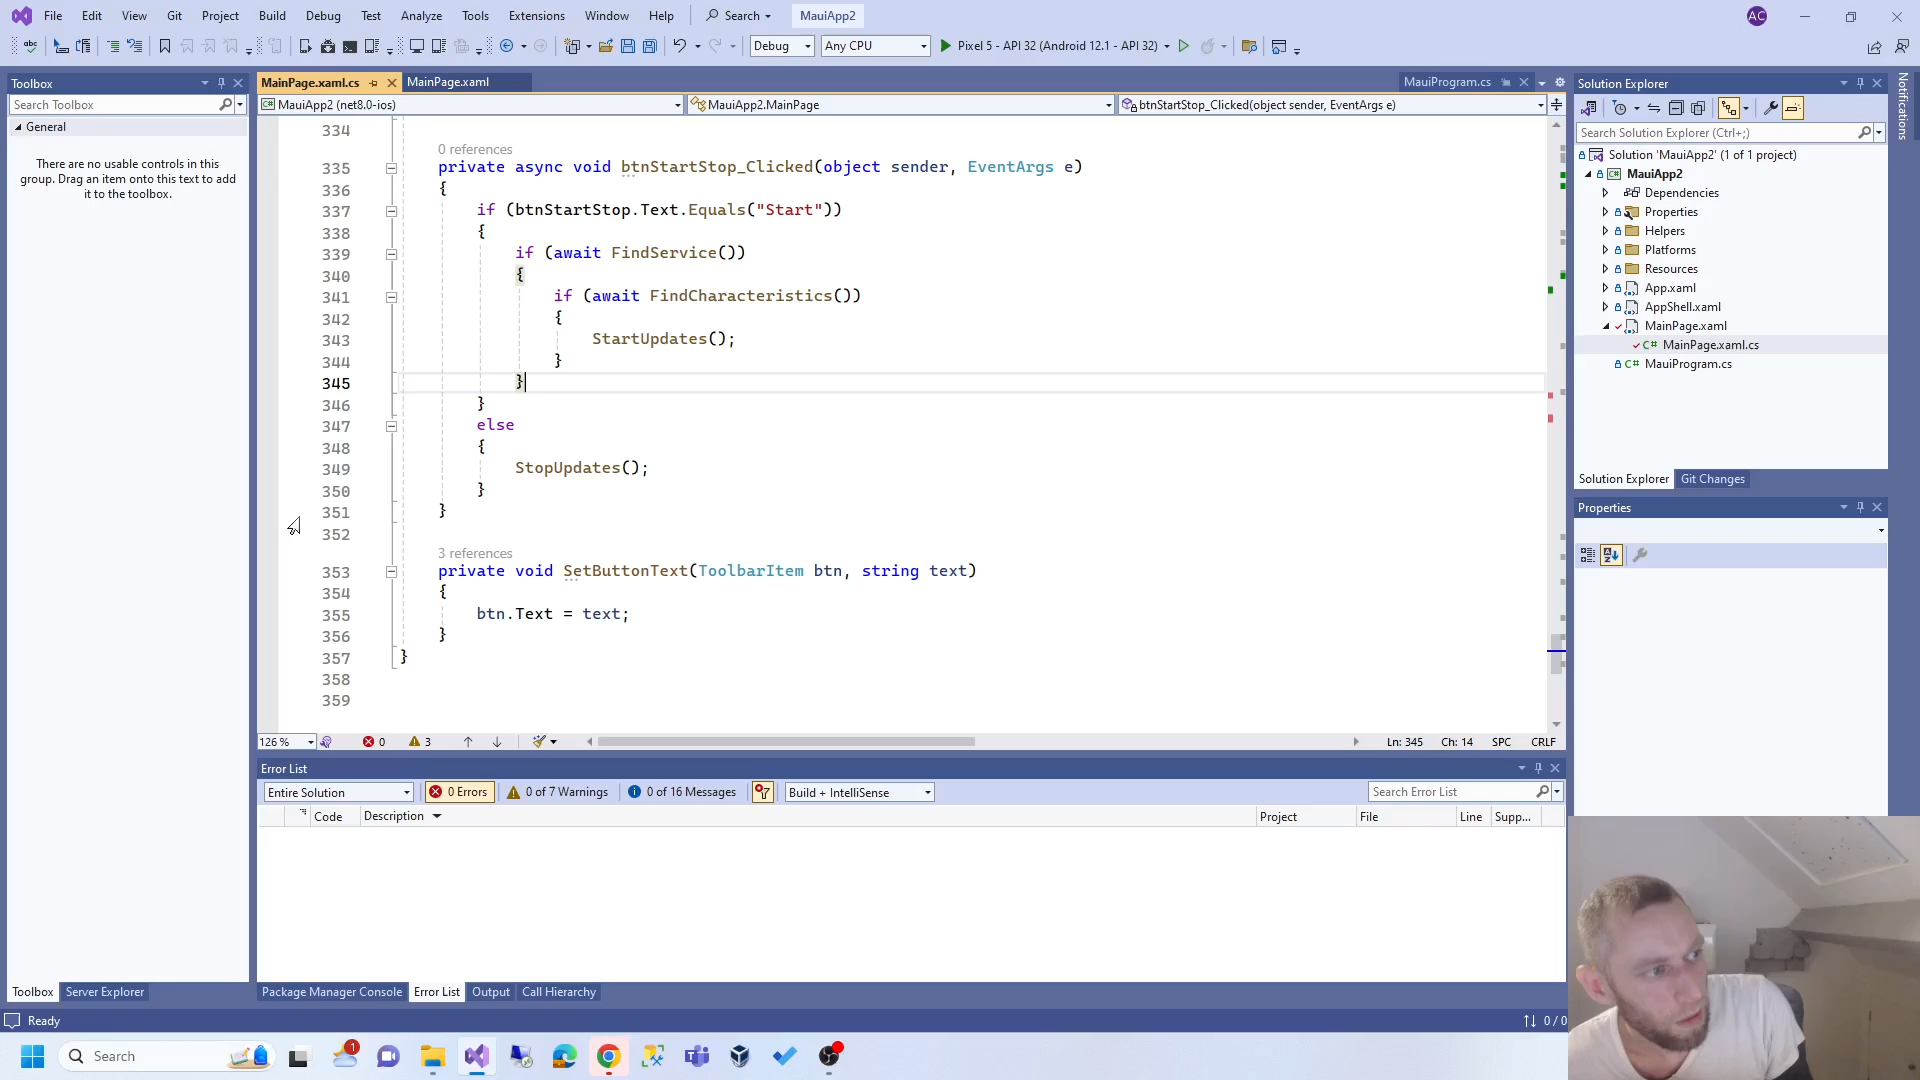 File Edit View Git Project Build Debug Test Analyze Tools Extensions Window Help Search MauiApp2 AC
Debug Any CPU Pixel 5 - API 32 (Android 12.1 - API 32)
Toolbox
Search Toolbox
General
There are no usable controls in this
group. Drag an item onto this text to add
it to the toolbox.
Toolbox Server Explorer
MainPage.xaml.cs MainPage.xaml MauiProgram.cs
MauiApp2 (net8.0-ios) MauiApp2.MainPage btnStartStop_Clicked(object sender, EventArgs e)
334
0 references
335 private async void btnStartStop_Clicked(object sender, EventArgs e)
336 {
337 if (btnStartStop.Text.Equals("Start"))
338 {
339 if (await FindService())
340 {
341 if (await FindCharacteristics())
342 {
343 StartUpdates();
344 }
345 }
346 }
347 else
348 {
349 StopUpdates();
350 }
351 }
352
3 references
353 private void SetButtonText(ToolbarItem btn, string text)
354 {
355 btn.Text = text;
356 }
357 }
358
359
126 % 0 3 Ln: 345 Ch: 14 SPC CRLF
Error List
Entire Solution 0 Errors 0 of 7 Warnings 0 of 16 Messages Build + IntelliSense Search Error List
Code Description Project File Line Supp...
Package Manager Console Error List Output Call Hierarchy
Solution Explorer
Search Solution Explorer (Ctrl+;)
Solution 'MauiApp2' (1 of 1 project)
MauiApp2
Dependencies
Properties
Helpers
Platforms
Resources
App.xaml
AppShell.xaml
MainPage.xaml
C# MainPage.xaml.cs
C# MauiProgram.cs
Solution Explorer Git Changes
Properties
Notifications
Ready
0 / 0
Search
1